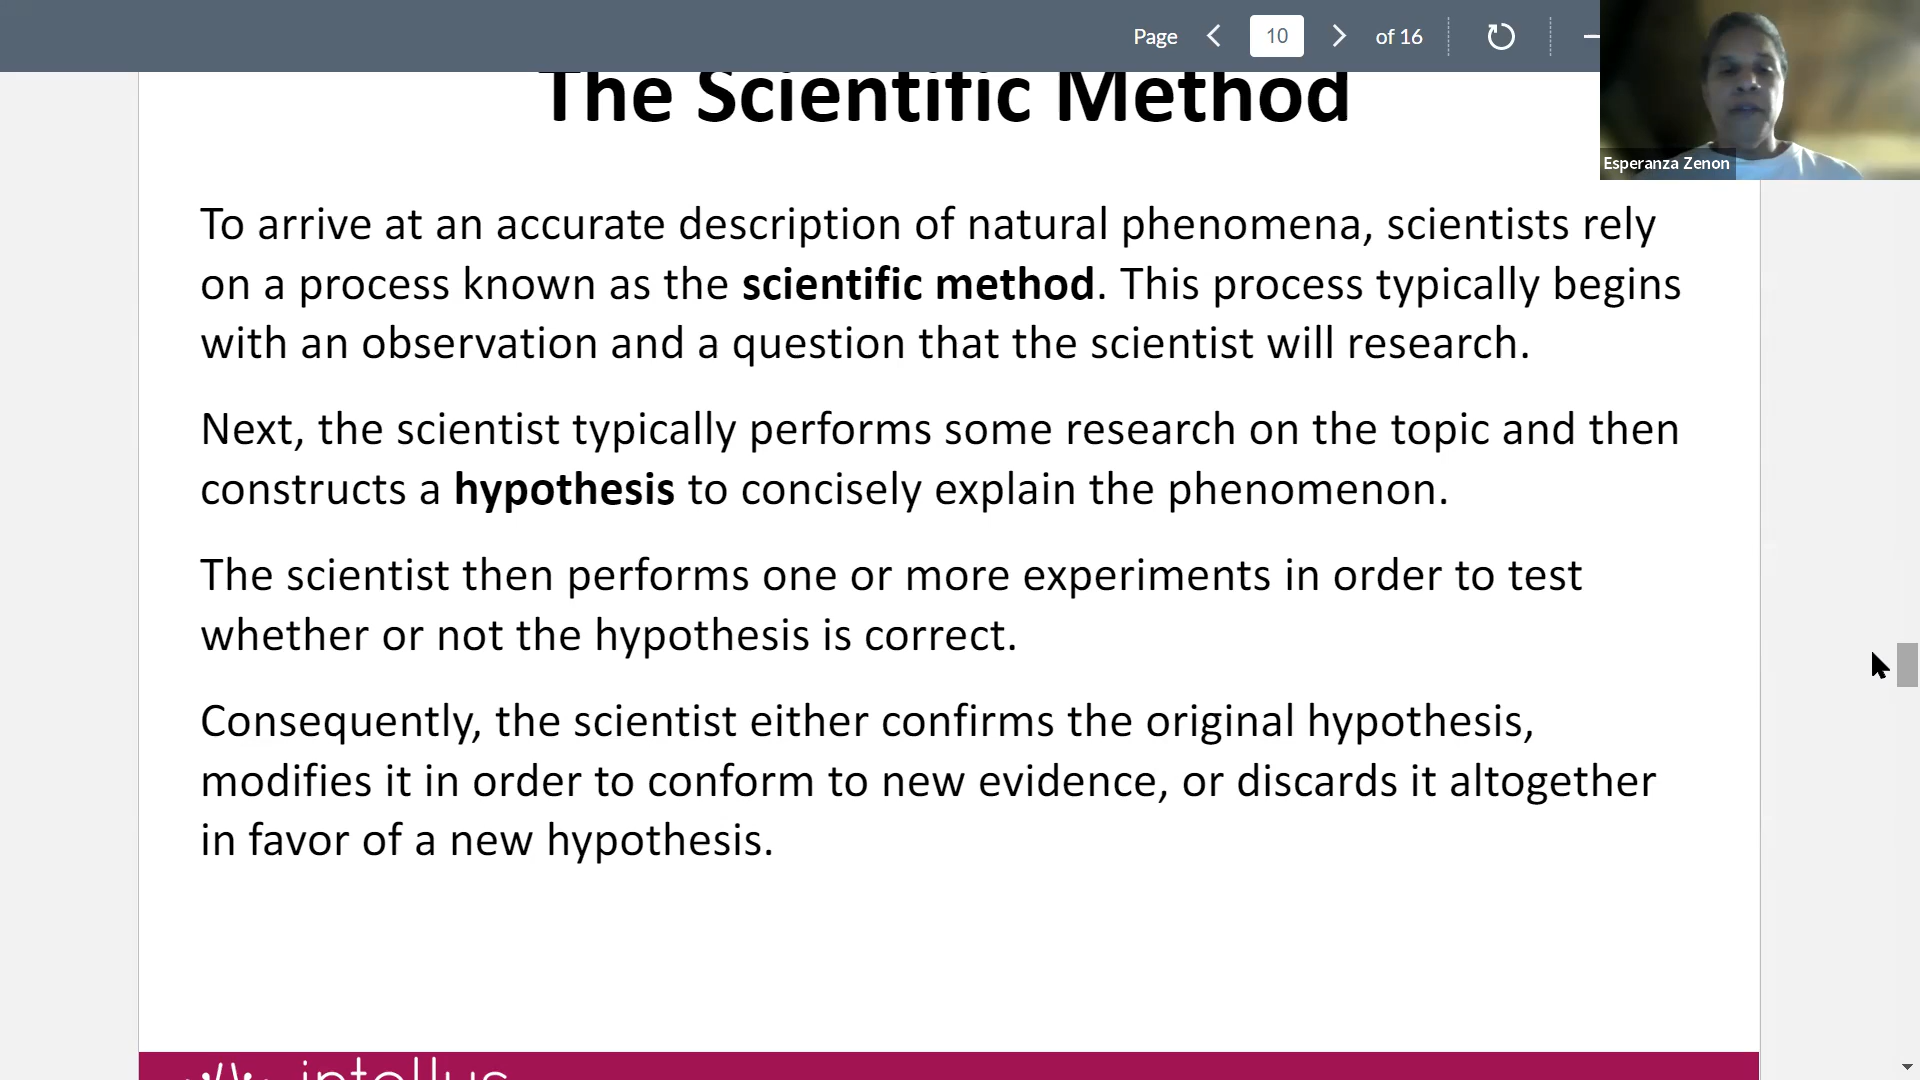 Page 10 of 16
The Scientific Method
Esperanza Zenon
To arrive at an accurate description of natural phenomena, scientists rely
on a process known as the scientific method. This process typically begins
with an observation and a question that the scientist will research.
Next, the scientist typically performs some research on the topic and then
constructs a hypothesis to concisely explain the phenomenon.
The scientist then performs one or more experiments in order to test
whether or not the hypothesis is correct.
Consequently, the scientist either confirms the original hypothesis,
modifies it in order to conform to new evidence, or discards it altogether
in favor of a new hypothesis.
intellus